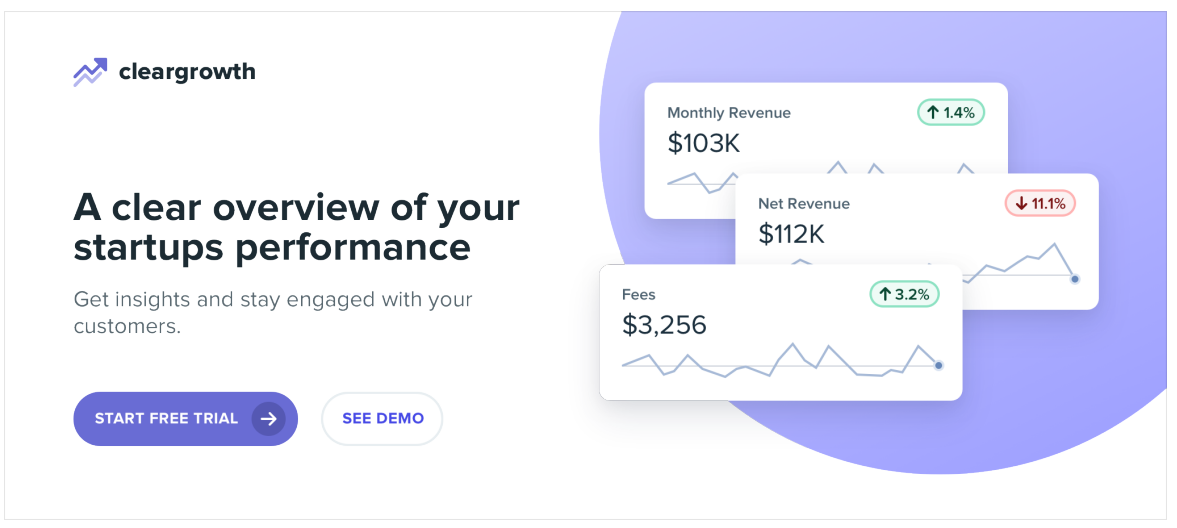 cleargrowth
A clear overview of your
startups performance
Get insights and stay engaged with your
customers.
START FREE TRIAL
SEE DEMO
Monthly Revenue
1.4%
$103K
Net Revenue
11.1%
$112K
Fees
3.2%
$3,256